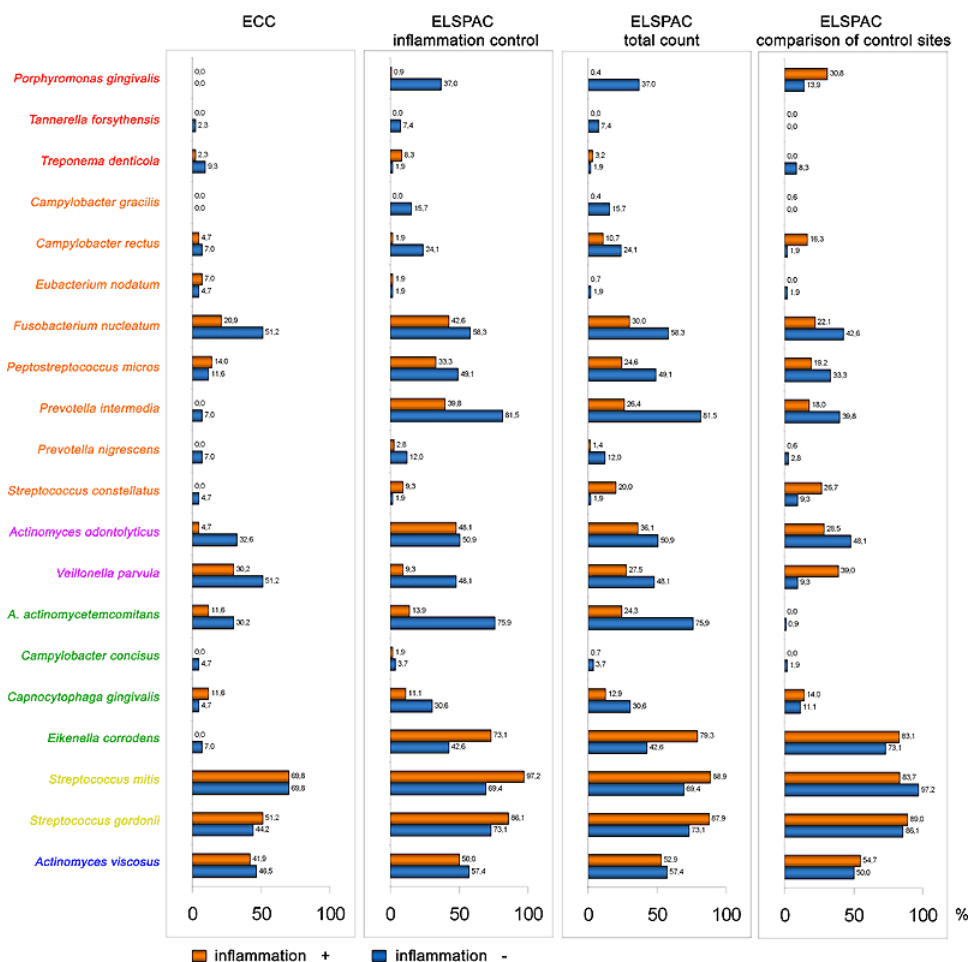 ECC ELSPAC ELSPAC ELSPAC
inflammation control total count comparison of control sites
Porphyromonas gingivalis 0,0 0,9 0,4 30,8
0,0 37,0 37,0 13,9
Tannerella forsythensis 0,0 0,0 0,0 0,0
2,3 7,4 7,4 0,0
Treponema denticola 2,3 8,3 3,2 0,0
9,3 1,9 1,9 8,3
Campylobacter gracilis 0,0 0,0 0,4 0,6
0,0 15,7 15,7 0,0
Campylobacter rectus 4,7 1,9 10,7 16,3
7,0 24,1 24,1 1,9
Eubacterium nodatum 7,0 1,9 0,7 0,0
4,7 1,9 1,9 1,9
Fusobacterium nucleatum 20,9 42,6 30,0 22,1
51,2 58,3 58,3 42,6
Peptostreptococcus micros 14,0 33,3 24,6 19,2
11,6 49,1 49,1 33,3
Prevotella intermedia 0,0 39,8 26,4 18,0
7,0 81,5 81,5 39,8
Prevotella nigrescens 0,0 2,8 1,4 0,6
7,0 12,0 12,0 2,8
Streptococcus constellatus 0,0 9,3 20,0 26,7
4,7 1,9 1,9 9,3
Actinomyces odontolyticus 4,7 48,1 36,1 28,5
32,6 50,9 50,9 48,1
Veillonella parvula 30,2 9,3 27,5 39,0
51,2 48,1 48,1 9,3
A. actinomycetemcomitans 11,6 13,9 24,3 0,0
30,2 75,9 75,9 0,9
Campylobacter concisus 0,0 1,9 0,7 0,0
4,7 3,7 3,7 1,9
Capnocytophaga gingivalis 11,6 11,1 12,9 14,0
4,7 30,6 30,6 11,1
Eikenella corrodens 0,0 73,1 79,3 83,1
7,0 42,6 42,6 73,1
Streptococcus mitis 69,8 97,2 88,9 83,7
69,8 69,4 69,4 97,2
Streptococcus gordonii 51,2 86,1 87,9 89,0
44,2 73,1 73,1 86,1
Actinomyces viscosus 41,9 50,0 52,9 54,7
46,5 57,4 57,4 50,0
0 50 100 0 50 100 0 50 100 0 50 100 %
inflammation + inflammation -